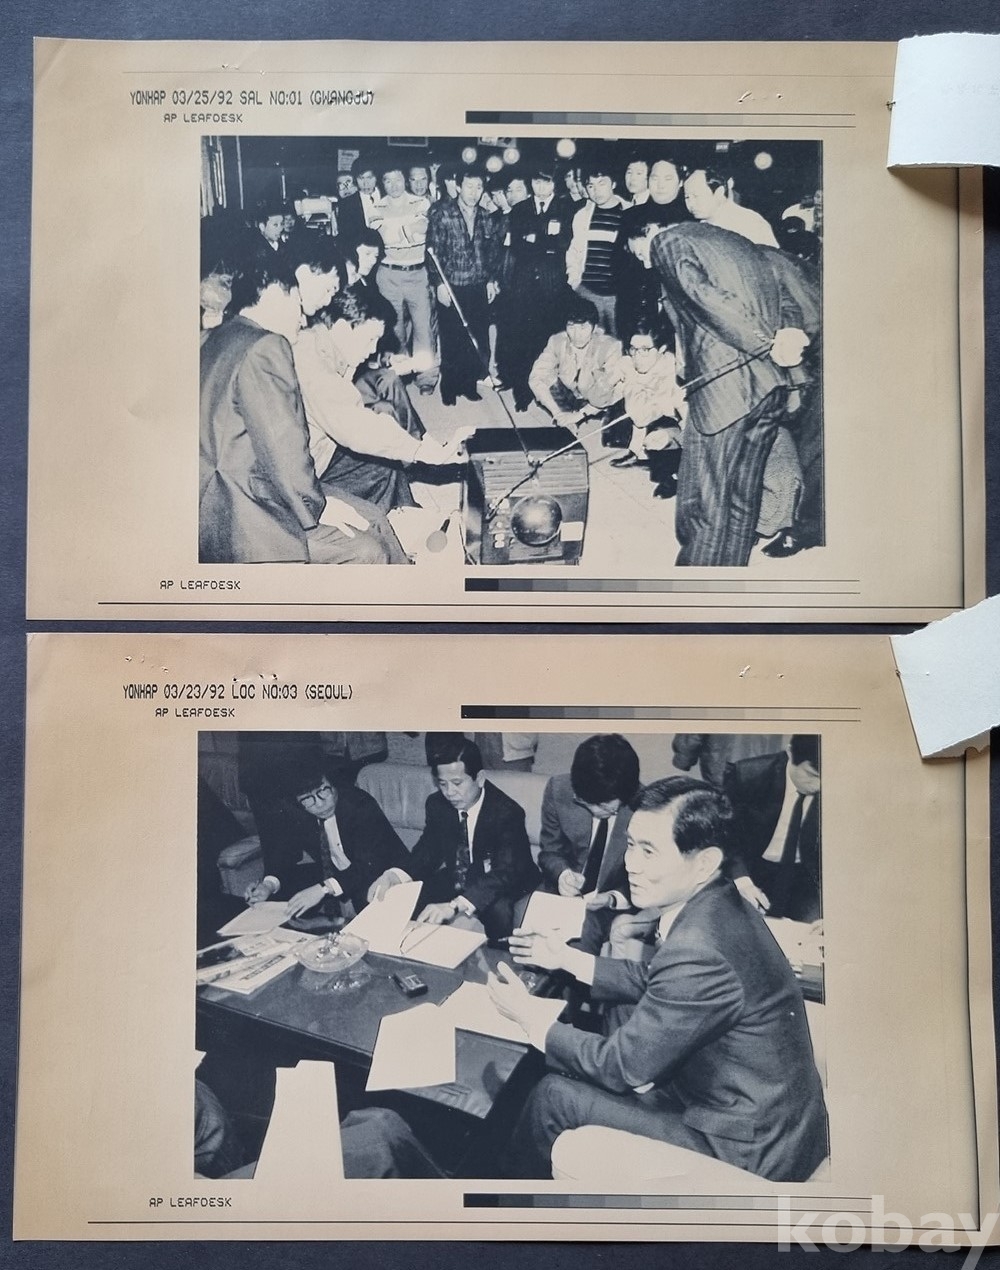 YONHAP 03/25/92 SAL NO:01 (GWANGJU)
AP LEAFDESK
AP LEAFDESK
YONHAP 03/23/92 LOC NO:03 (SEOUL)
AP LEAFDESK
AP LEAFDESK
kobay